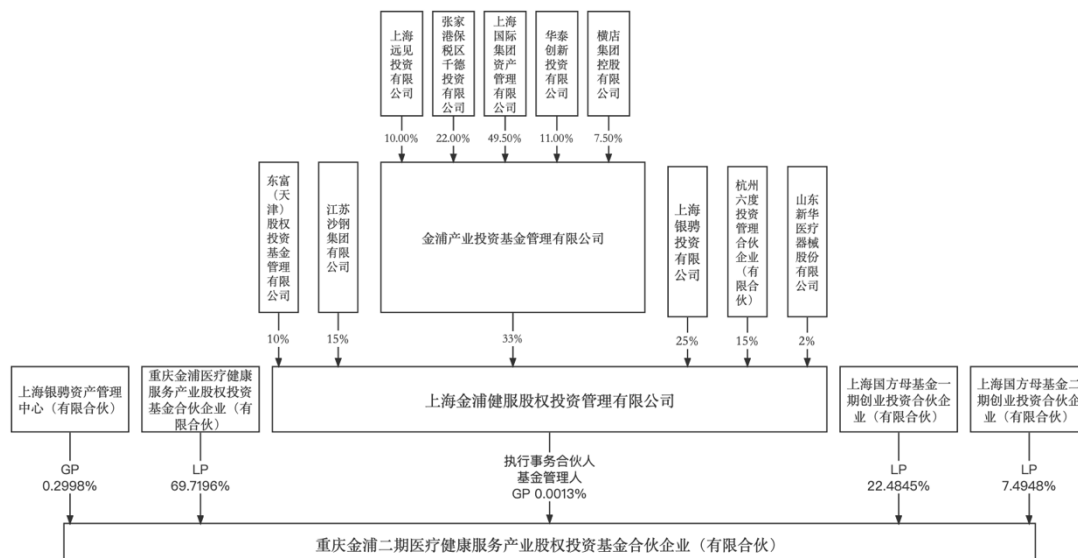 上海
远见
投资
有限
公司
张家
港保
税区
千德
投资
有限
公司
上海
国际
集团
资产
管理
有限
公司
华泰
创新
投资
有限
公司
横店
集团
控股
有限
公司
10.00%
22.00%
49.50%
11.00%
7.50%
东富
（天
津）
股权
投资
基金
管理
有限
公司
江苏
沙钢
集团
有限
公司
金浦产业投资基金管理有限公司
上海
银骋
投资
有限
公司
杭州
六度
投资
管理
合伙
企业
（有
限合
伙）
山东
新华
医疗
器械
股份
有限
公司
10%
15%
33%
25%
15%
2%
上海银骋资产管理
中心（有限合伙）
重庆金浦医疗健康
服务产业股权投资
基金合伙企业（有
限合伙）
上海金浦健服股权投资管理有限公司
上海国方母基金一
期创业投资合伙企
业（有限合伙）
上海国方母基金二
期创业投资合伙企
业（有限合伙）
GP
0.2998%
LP
69.7196%
执行事务合伙人
基金管理人
GP 0.0013%
LP
22.4845%
LP
7.4948%
重庆金浦二期医疗健康服务产业股权投资基金合伙企业（有限合伙）